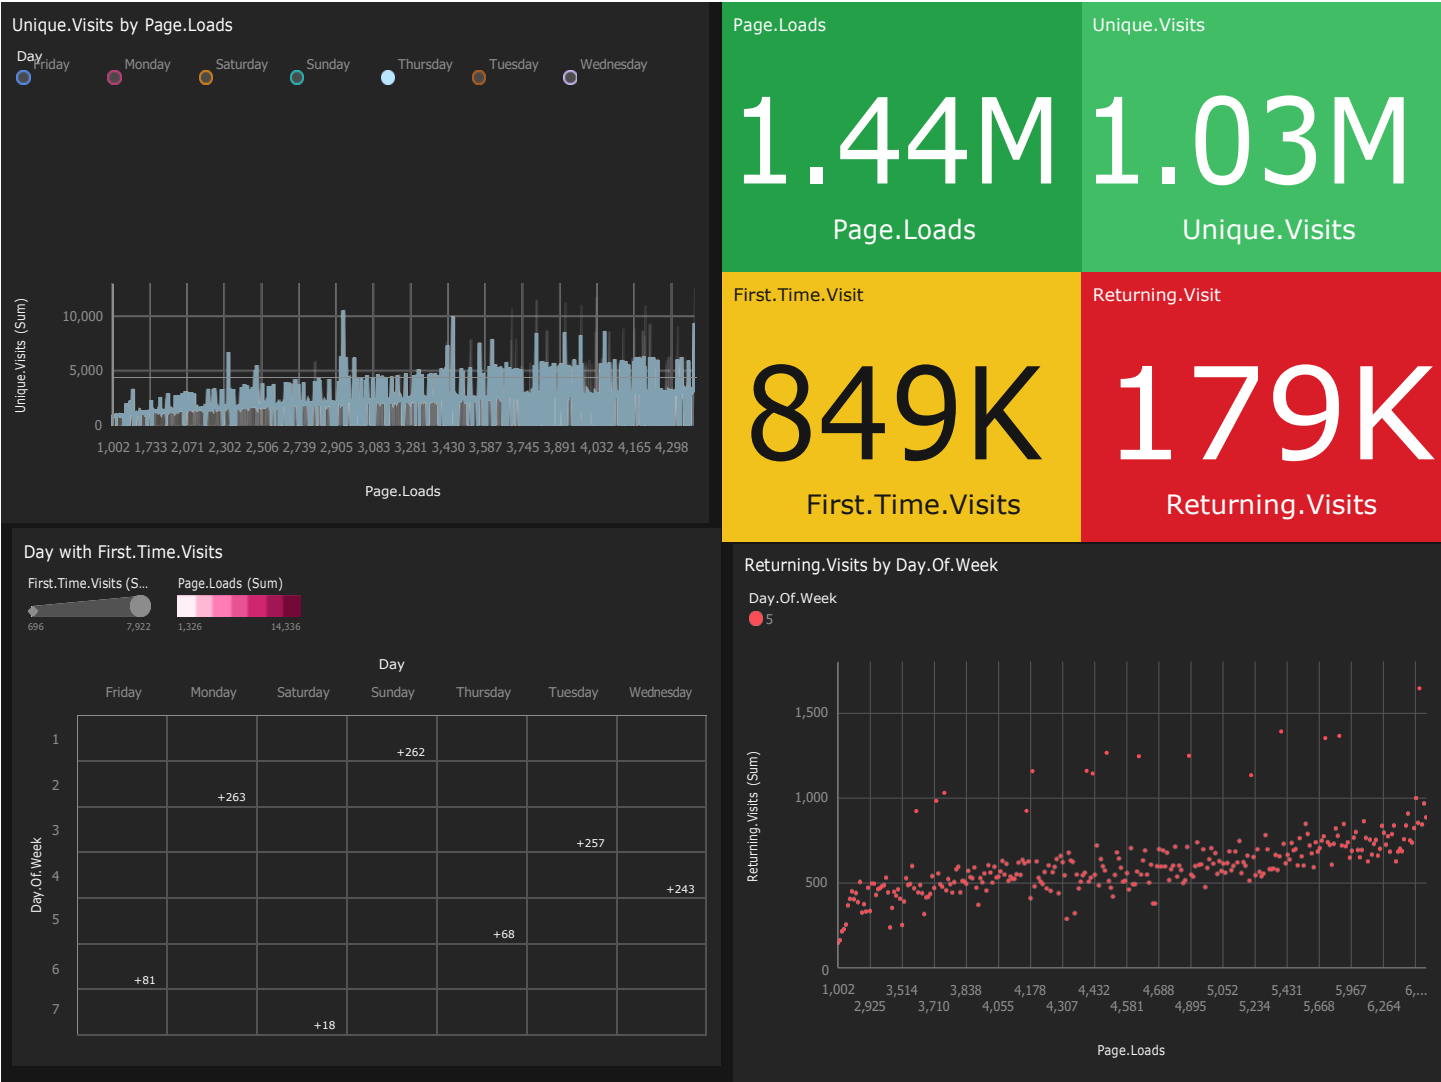 Unique.Visits by Page.Loads
Day
Friday Monday Saturday Sunday Thursday Tuesday Wednesday
Unique.Visits (Sum)
10,000
5,000
0
1,002 1,733 2,071 2,302 2,506 2,739 2,905 3,083 3,281 3,430 3,587 3,745 3,891 4,032 4,165 4,298
Page.Loads
Page.Loads
1.44M
Page.Loads
Unique.Visits
1.03M
Unique.Visits
First.Time.Visit
849K
First.Time.Visits
Returning.Visit
179K
Returning.Visits
Day with First.Time.Visits
First.Time.Visits (S... Page.Loads (Sum)
696 7,922 1,326 14,336
Day
Friday Monday Saturday Sunday Thursday Tuesday Wednesday
Day.Of.Week
1 +262
2 +263
3 +257
4 +243
5 +68
6 +81
7 +18
Returning.Visits by Day.Of.Week
Day.Of.Week
5
Returning.Visits (Sum)
1,500
1,000
500
0
1,002 3,514 3,838 4,178 4,432 4,688 5,052 5,431 5,967 6,...
2,925 3,710 4,055 4,307 4,581 4,895 5,234 5,668 6,264
Page.Loads